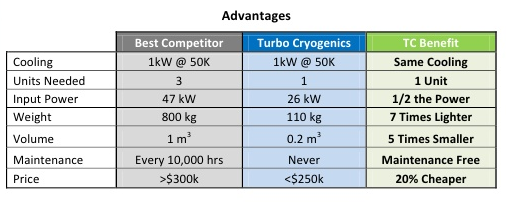 Advantages
Best Competitor Turbo Cryogenics TC Benefit
Cooling 1kW @ 50K 1kW @ 50K Same Cooling
Units Needed 3 1 1 Unit
Input Power 47 kW 26 kW 1/2 the Power
Weight 800 kg 110 kg 7 Times Lighter
Volume 1 m³ 0.2 m³ 5 Times Smaller
Maintenance Every 10,000 hrs Never Maintenance Free
Price >$300k <$250k 20% Cheaper